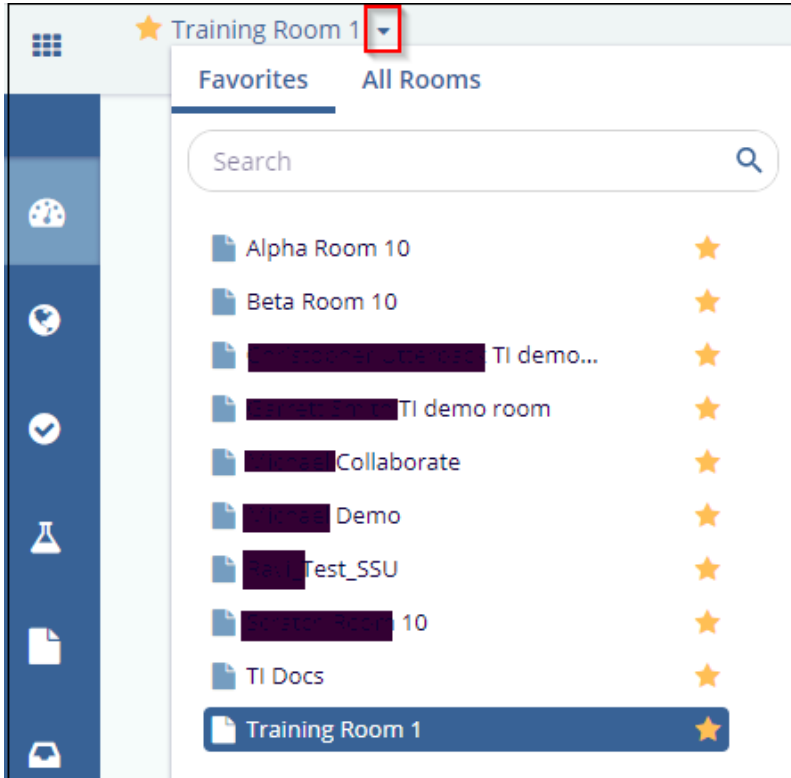 Training Room 1
Favorites All Rooms
Search
Alpha Room 10
Beta Room 10
TI demo...
TI demo room
Collaborate
Demo
Test_SSU
10
TI Docs
Training Room 1